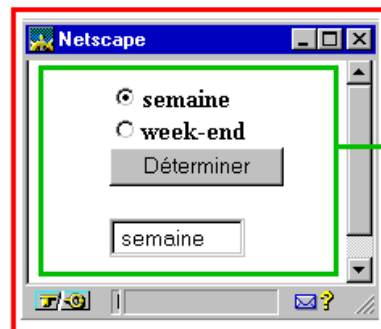 Netscape
semaine
week-end
Déterminer
semaine